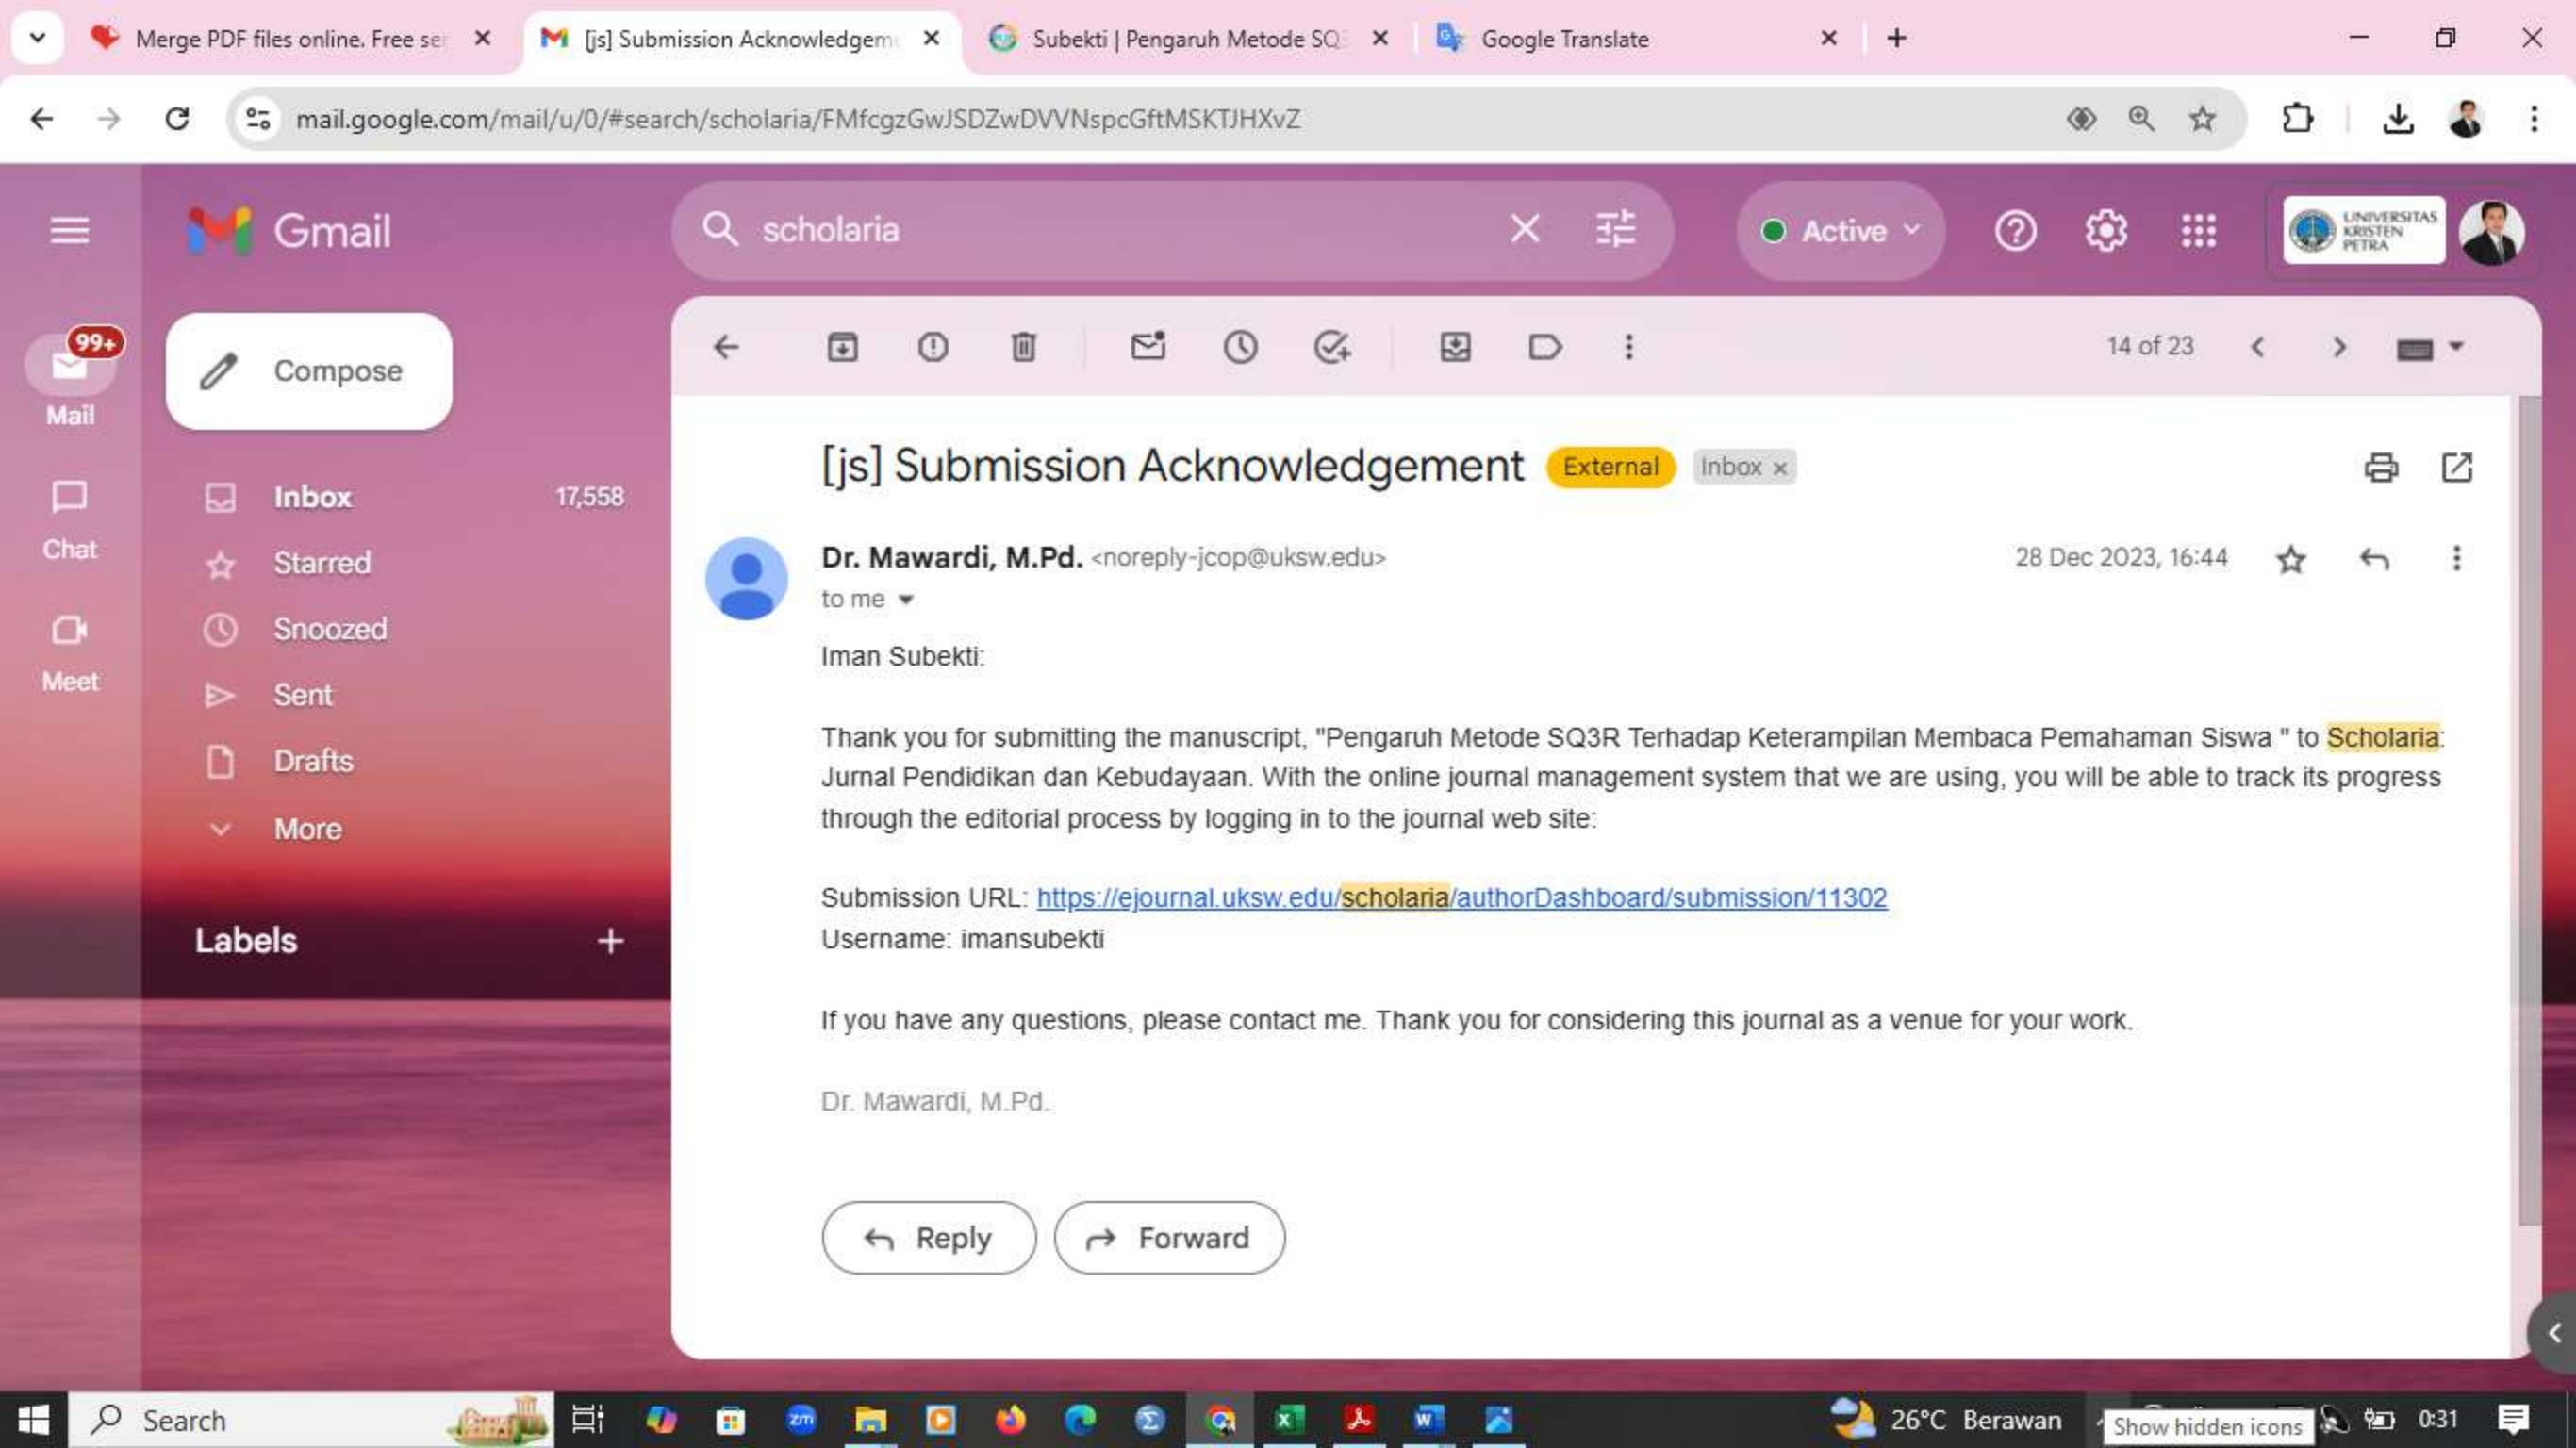 Merge PDF files online. Free ser
[js] Submission Acknowledgeme
Subekti | Pengaruh Metode SQ3
Google Translate
mail.google.com/mail/u/0/#search/scholaria/FMfcgzGwJSDZwDVVNspcGftMSKTJHXvZ
Gmail
scholaria
Active
UNIVERSITAS
KRISTEN
PETRA
99+
Mail
Chat
Meet
Compose
Inbox 17,558
Starred
Snoozed
Sent
Drafts
More
Labels
14 of 23
[js] Submission Acknowledgement External Inbox ×
Dr. Mawardi, M.Pd. <noreply-jcop@uksw.edu> 28 Dec 2023, 16:44
to me
Iman Subekti:
Thank you for submitting the manuscript, "Pengaruh Metode SQ3R Terhadap Keterampilan Membaca Pemahaman Siswa " to Scholaria:
Jurnal Pendidikan dan Kebudayaan. With the online journal management system that we are using, you will be able to track its progress
through the editorial process by logging in to the journal web site:
Submission URL: https://ejournal.uksw.edu/scholaria/authorDashboard/submission/11302
Username: imansubekti
If you have any questions, please contact me. Thank you for considering this journal as a venue for your work.
Dr. Mawardi, M.Pd.
Reply
Forward
Search
zm
26°C Berawan
Show hidden icons
0:31